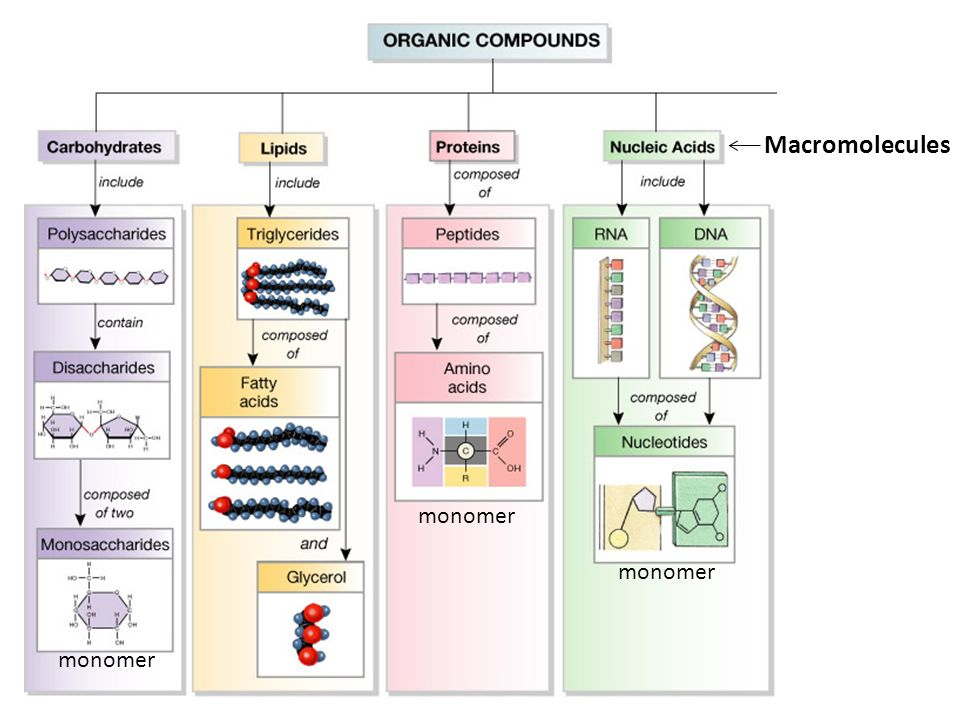 ORGANIC COMPOUNDS
Carbohydrates
Lipids
Proteins
Nucleic Acids
Macromolecules
include
include
composed
of
include
Polysaccharides
Triglycerides
Peptides
RNA
DNA
contain
composed
of
composed
of
Disaccharides
Fatty
acids
Amino
acids
composed
of
Nucleotides
H
H
N
H
C
R
O
C
OH
composed
of two
monomer
and
Monosaccharides
Glycerol
monomer
monomer